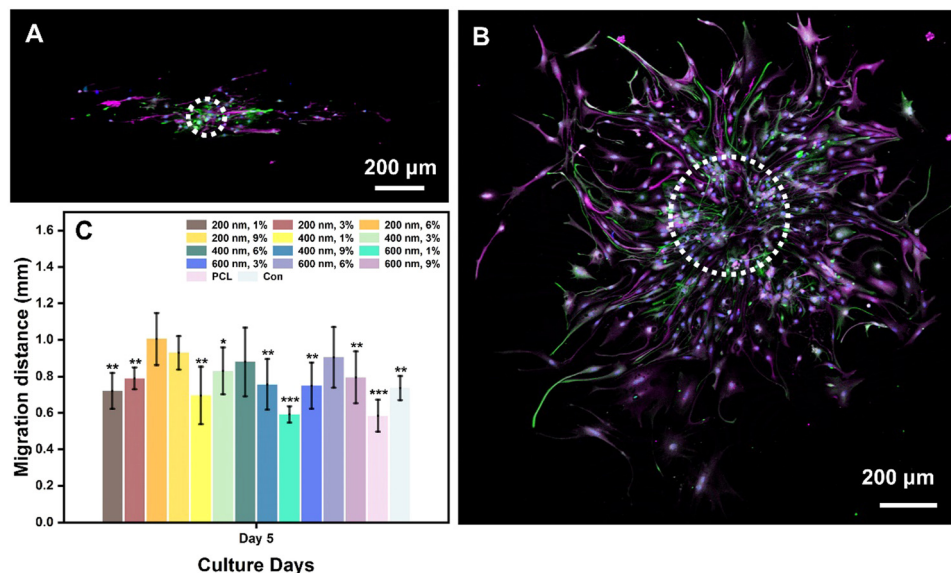 A
200 μm
B
200 μm
C
200 nm, 1% 200 nm, 3% 200 nm, 6%
200 nm, 9% 400 nm, 1% 400 nm, 3%
400 nm, 6% 400 nm, 9% 600 nm, 1%
600 nm, 3% 600 nm, 6% 600 nm, 9%
PCL Con
Migration distance (mm)
1.6
1.4
1.2
1.0
0.8
0.6
0.4
0.2
0.0
** ** ** * ** *** ** ** *** **
Day 5
Culture Days